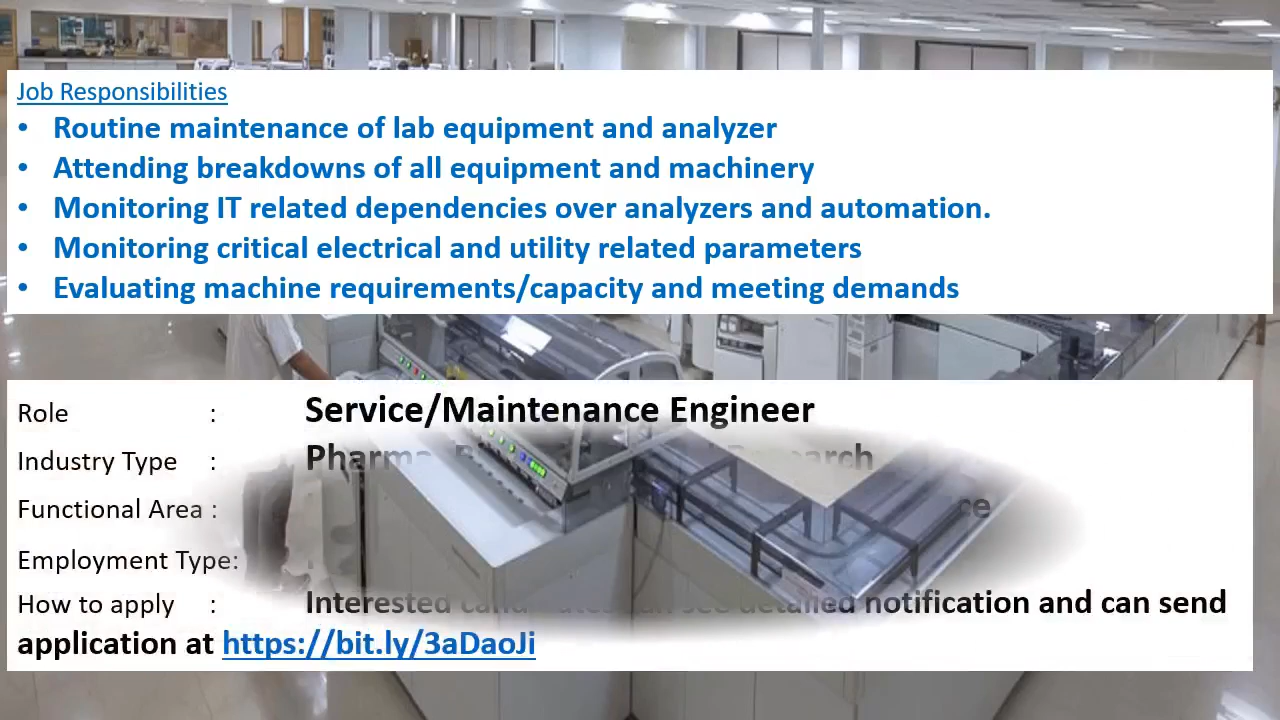 Job Responsibilities
• Routine maintenance of lab equipment and analyzer
• Attending breakdowns of all equipment and machinery
• Monitoring IT related dependencies over analyzers and automation.
• Monitoring critical electrical and utility related parameters
• Evaluating machine requirements/capacity and meeting demands
Role : Service/Maintenance Engineer
Industry Type : Pharma
Functional Area :
Employment Type:
How to apply : Interested detailed notification and can send
application at https://bit.ly/3aDaoJi